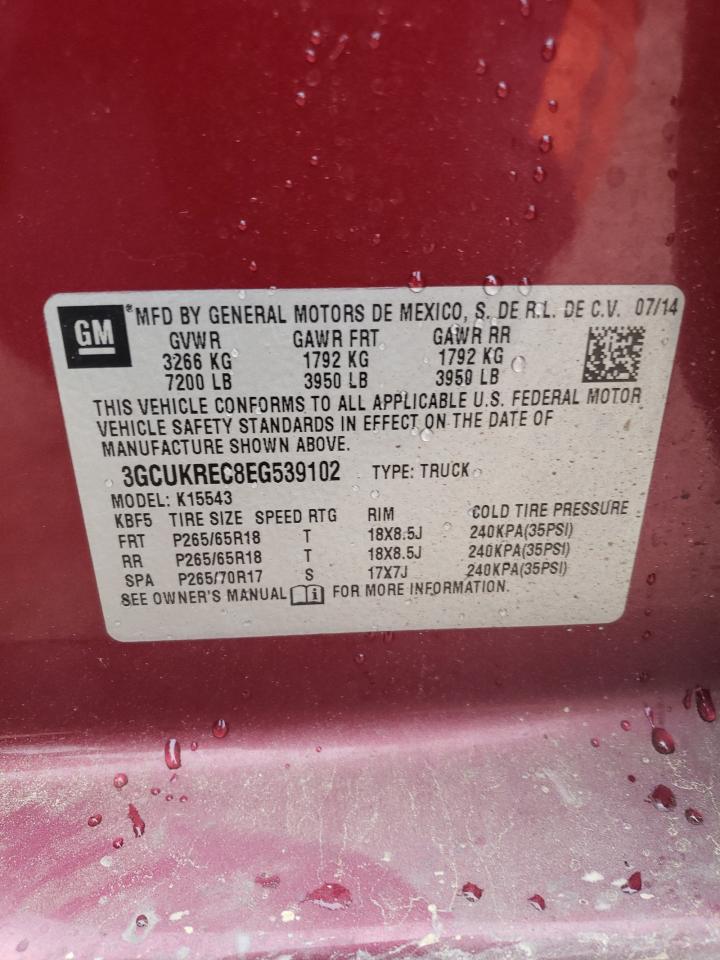 GM ® MFD BY GENERAL MOTORS DE MEXICO, S. DE R.L. DE C.V. 07/14
GVWR GAWR FRT GAWR RR
3266 KG 1792 KG 1792 KG
7200 LB 3950 LB 3950 LB
THIS VEHICLE CONFORMS TO ALL APPLICABLE U.S. FEDERAL MOTOR
VEHICLE SAFETY STANDARDS IN EFFECT ON THE DATE OF
MANUFACTURE SHOWN ABOVE.
3GCUKREC8EG539102 TYPE: TRUCK
MODEL: K15543
KBF5 TIRE SIZE SPEED RTG RIM COLD TIRE PRESSURE
FRT P265/65R18 T 18X8.5J 240KPA(35PSI)
RR P265/65R18 T 18X8.5J 240KPA(35PSI)
SPA P265/70R17 S 17X7J 240KPA(35PSI)
SEE OWNER'S MANUAL i FOR MORE INFORMATION.